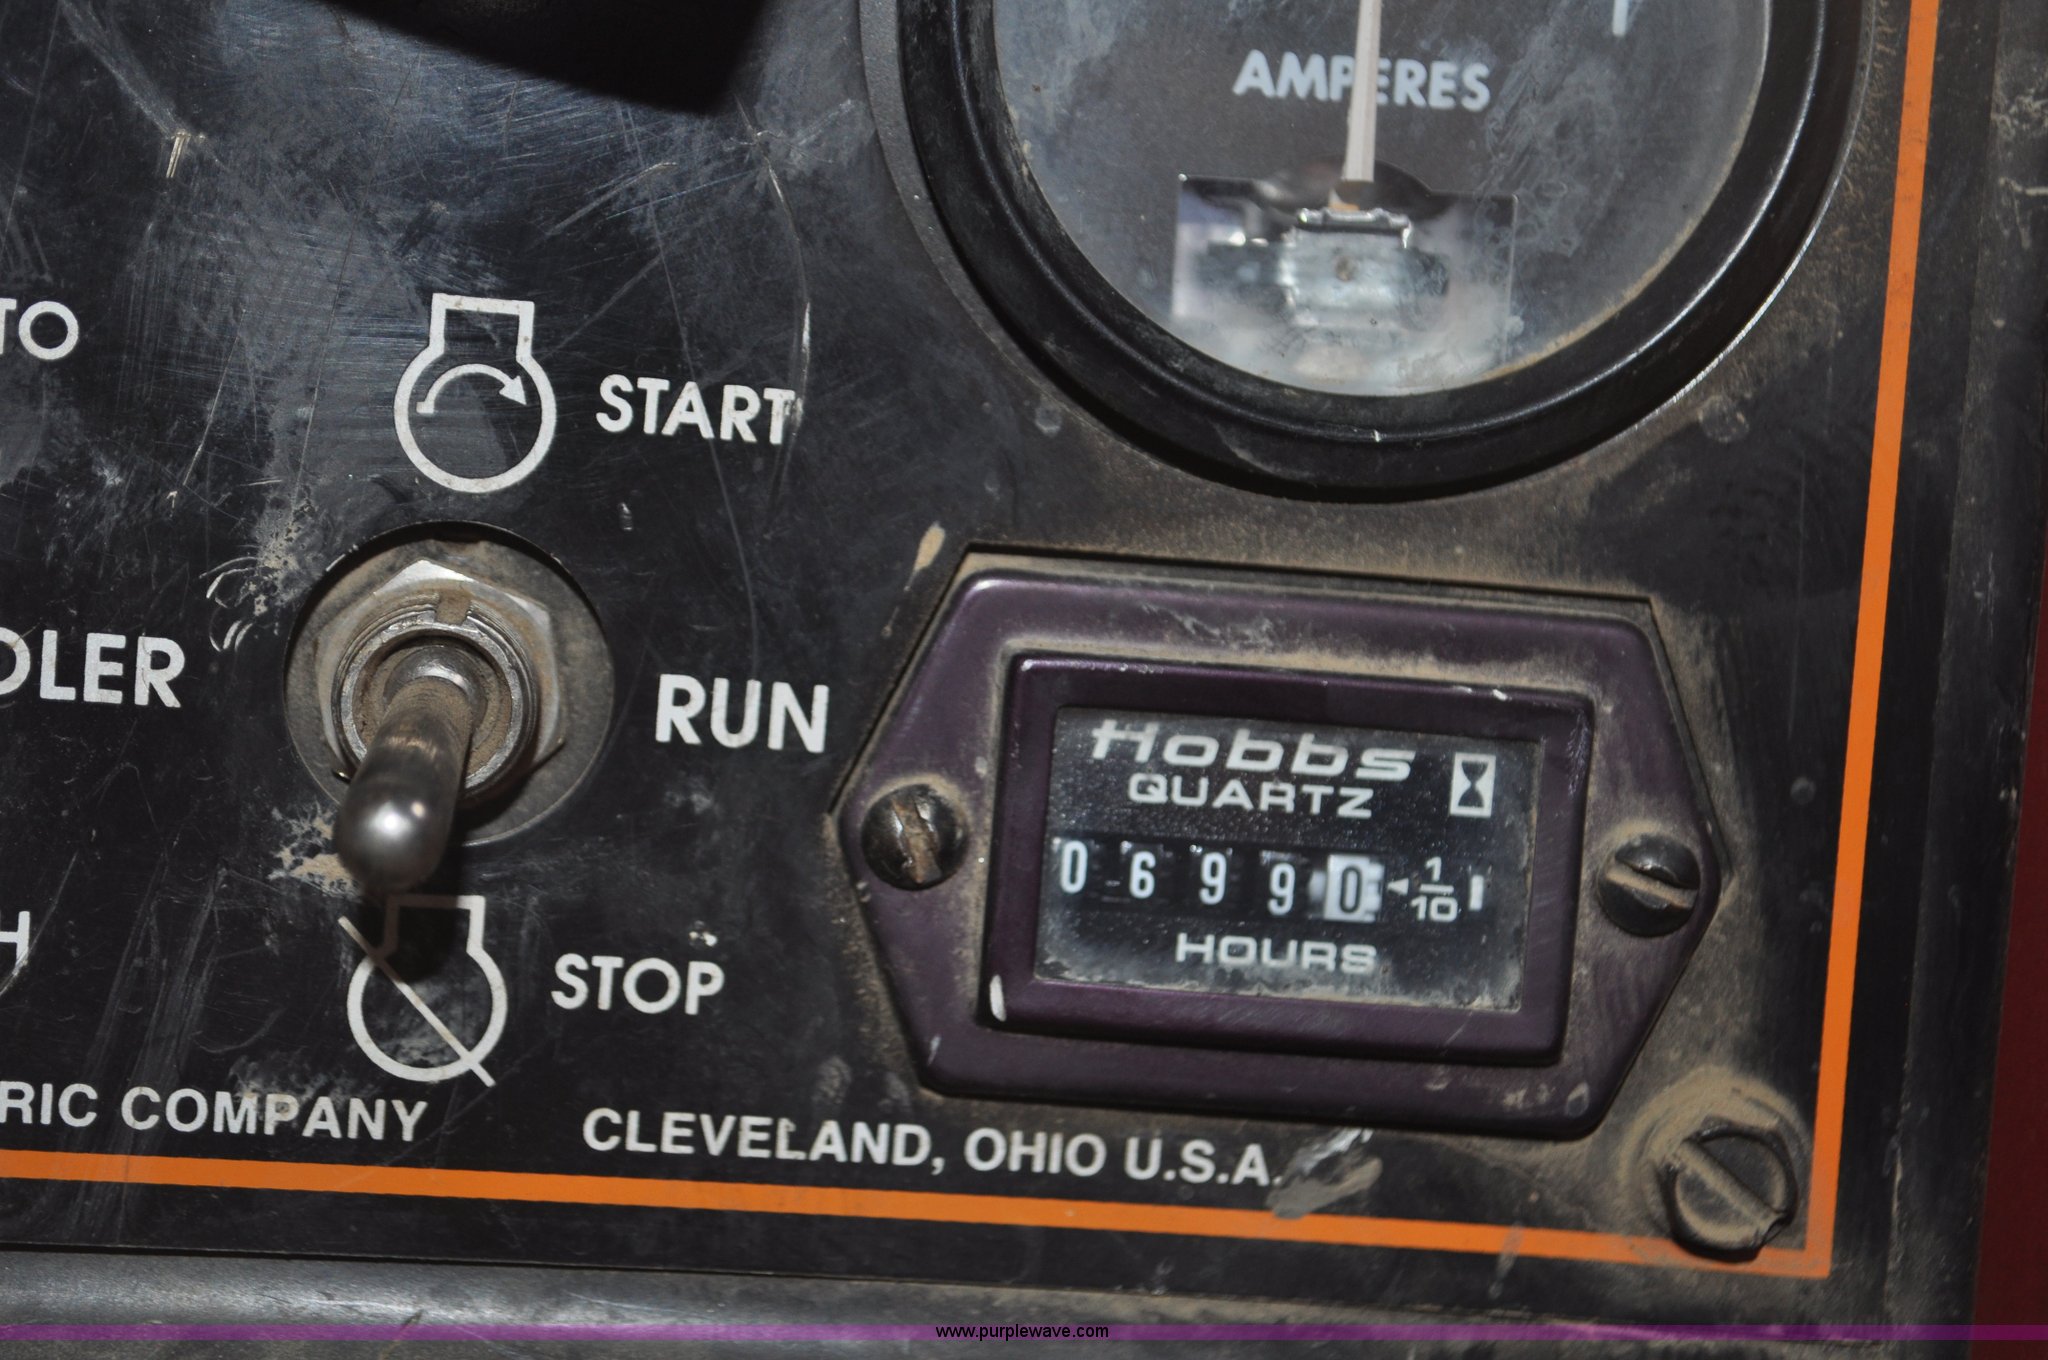 AMPERES
TO
START
OLER
RUN
Hobbs
QUARTZ
0 6 9 9 0 1/10
HOURS
H
STOP
RIC COMPANY CLEVELAND, OHIO U.S.A.
www.purplewave.com